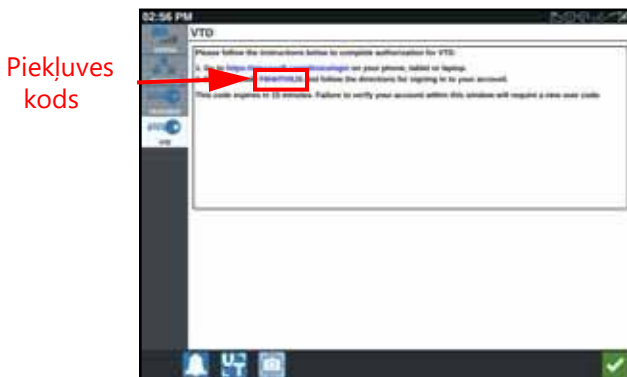 02:56 PM
VTD
Piekļuves
kods
Please follow the instructions below to complete authorization for VTD:
on your phone, tablet or laptop.
and follow the directions for signing in to your account.
This code expires in 15 minutes. Failure to verify your account within this window will require a new user code.
VTD
UT